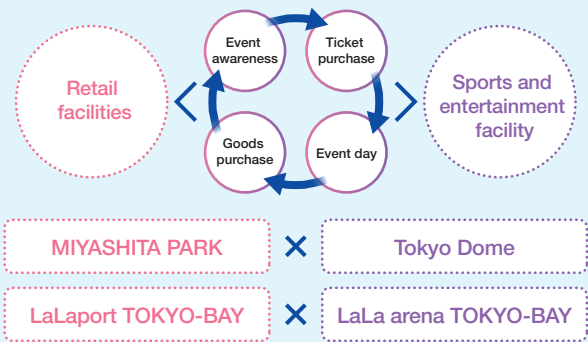 Retail
facilities
Event
awareness
Ticket
purchase
Goods
purchase
Event day
Sports and
entertainment
facility
MIYASHITA PARK × Tokyo Dome
LaLaport TOKYO-BAY × LaLa arena TOKYO-BAY